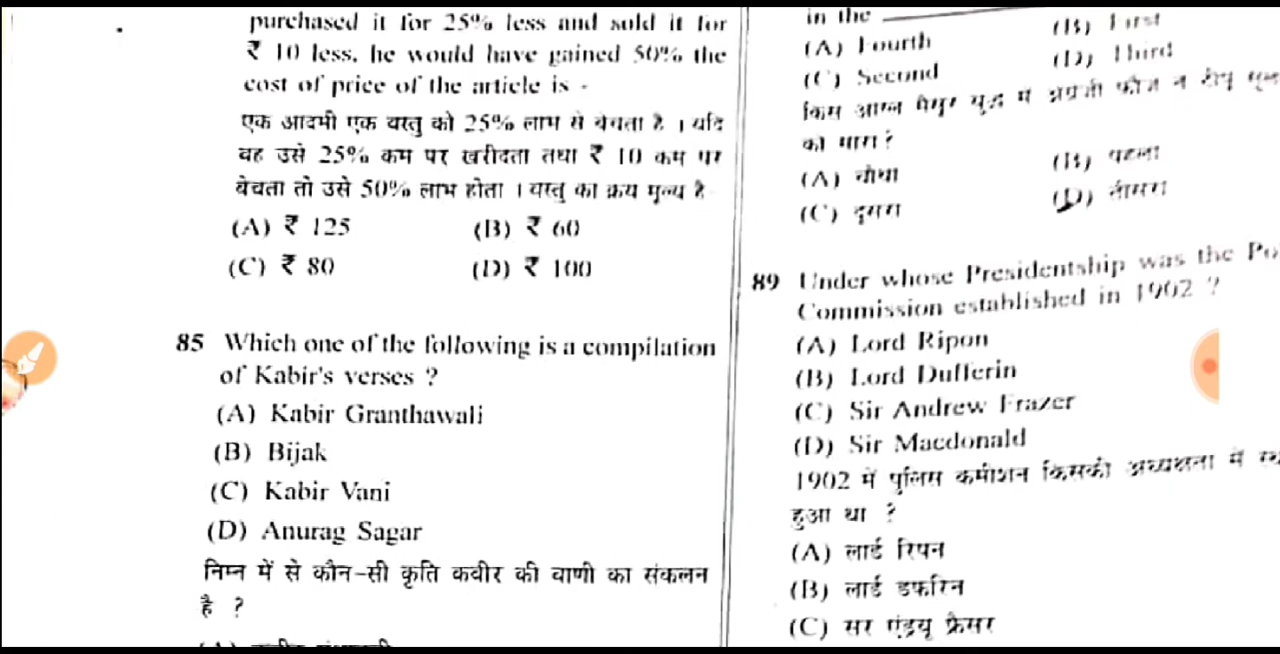 purchased it for 25% less and sold it for
₹ 10 less, he would have gained 50% the
cost of price of the article is -
एक आदमी एक वस्तु को 25% लाभ से बेचता है । यदि
वह उसे 25% कम पर खरीदता तथा ₹ 10 कम पर
बेचता तो उसे 50% लाभ होता । वस्तु का क्रय मूल्य है
(A) ₹ 125
(B) ₹ 60
(C) ₹ 80
(D) ₹ 100
85 Which one of the following is a compilation
of Kabir's verses ?
(A) Kabir Granthawali
(B) Bijak
(C) Kabir Vani
(D) Anurag Sagar
निम्न में से कौन-सी कृति कबीर की वाणी का संकलन
है ?
in the
(A) Fourth
(B) First
(C) Second
(D) Third
किस आंग्ल मैसूर युद्ध में अंग्रेजी फौज ने टीपू
को मारा ?
(A) चौथा
(B) पहला
(C) दूसरा
(D) तीसरा
89 Under whose Presidentship was the Po
Commission established in 1902 ?
(A) Lord Ripon
(B) Lord Dufferin
(C) Sir Andrew Frazer
(D) Sir Macdonald
1902 में पुलिस कमीशन किसकी अध्यक्षता में
हुआ था ?
(A) लार्ड रिपन
(B) लार्ड डफरिन
(C) सर एंड्रयू फ्रैसर